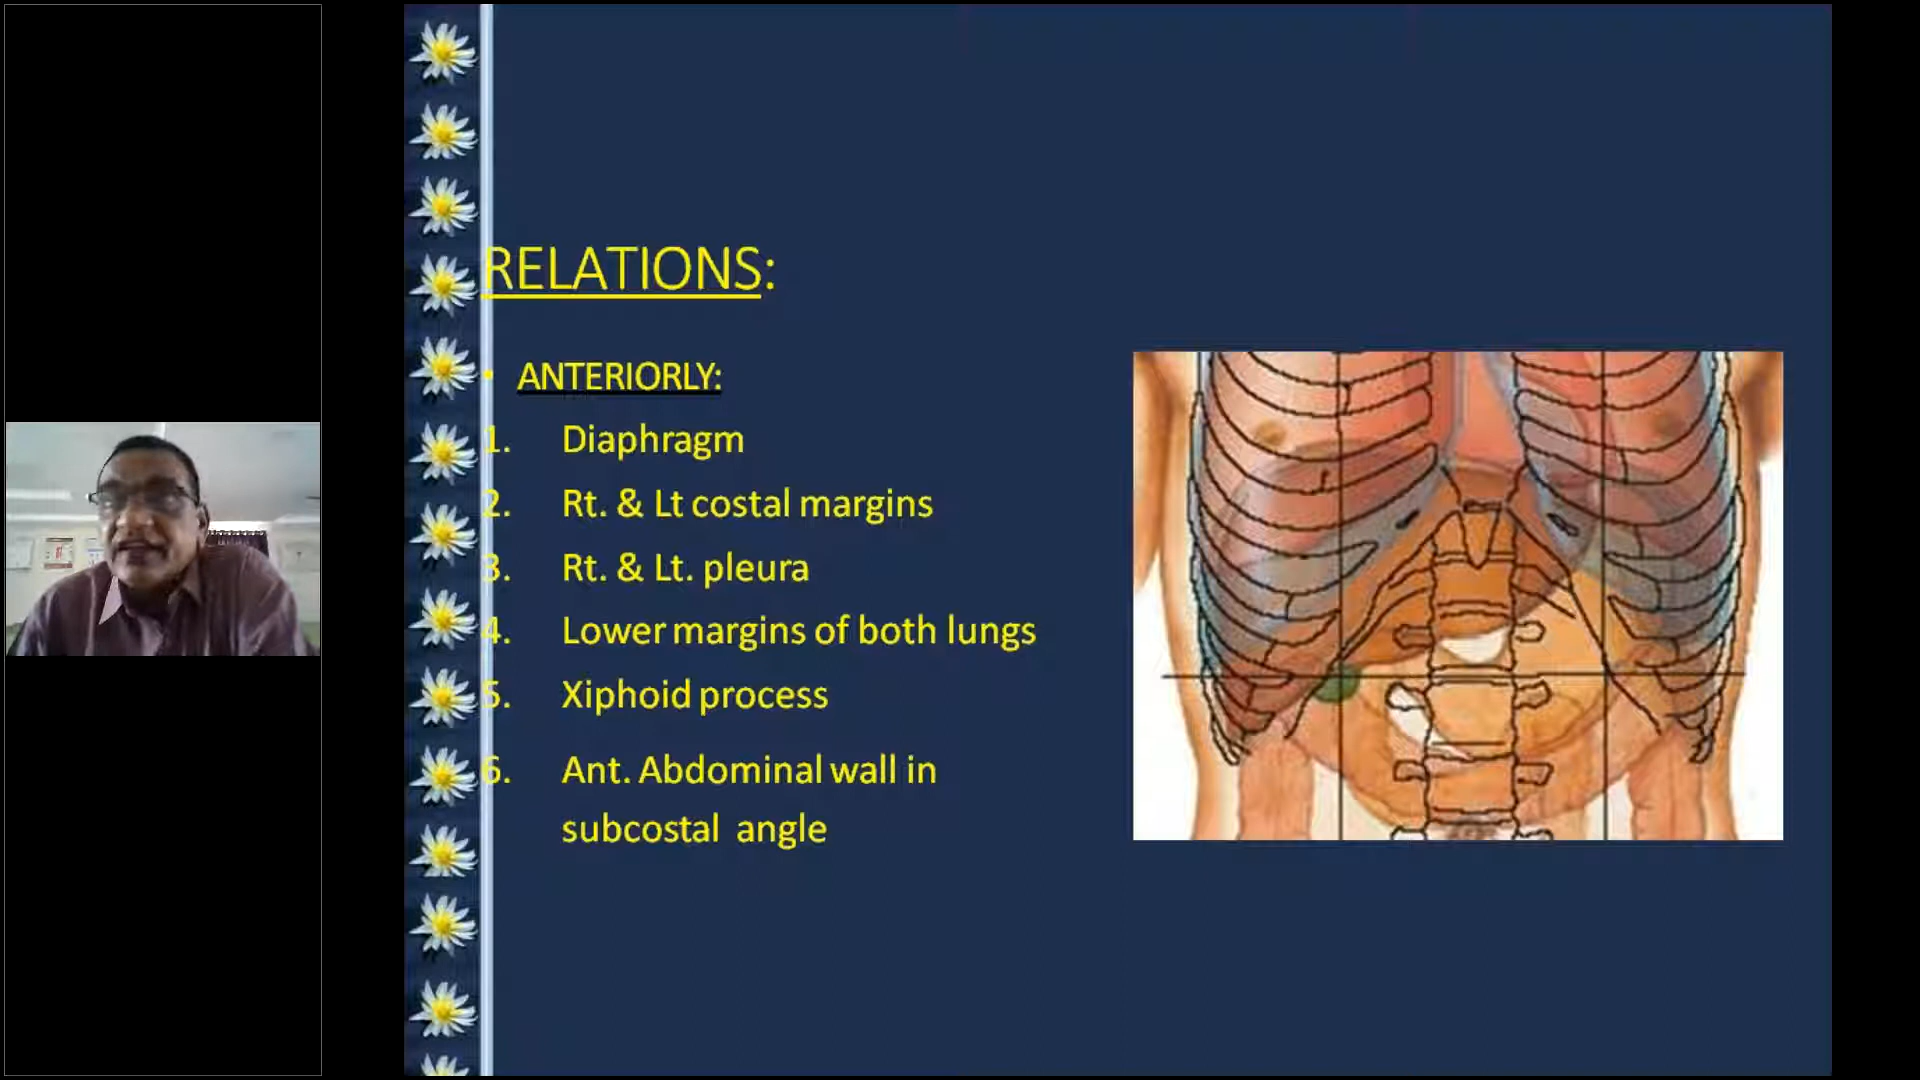 RELATIONS:
• ANTERIORLY:
1. Diaphragm
2. Rt. & Lt costal margins
3. Rt. & Lt. pleura
4. Lower margins of both lungs
5. Xiphoid process
6. Ant. Abdominal wall in
subcostal angle